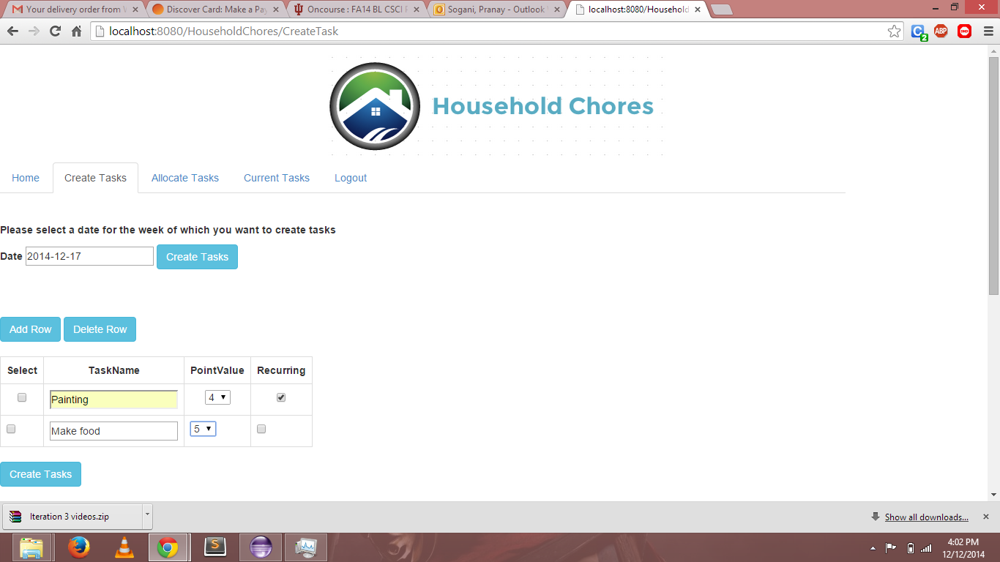 Your delivery order from
Discover Card: Make a Pa
Oncourse : FA14 BL CSCI
Sogani, Pranay - Outlook
localhost:8080/Household
localhost:8080/HouseholdChores/CreateTask
2
ABP
Household Chores
Home Create Tasks Allocate Tasks Current Tasks Logout
Please select a date for the week of which you want to create tasks
Date 2014-12-17 Create Tasks
Add Row Delete Row
Select TaskName PointValue Recurring
Painting 4
Make food 5
Create Tasks
Iteration 3 videos.zip Show all downloads...
4:02 PM
12/12/2014